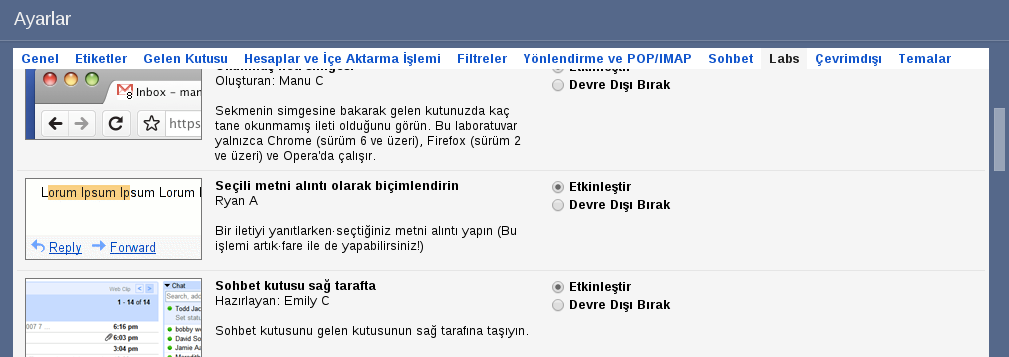 Ayarlar
Genel Etiketler Gelen Kutusu Hesaplar ve İçe Aktarma İşlemi Filtreler Yönlendirme ve POP/IMAP Sohbet Labs Çevrimdışı Temalar
Inbox – man
https
Etkinleştir
Oluşturan: Manu C
Devre Dışı Bırak
Sekmenin simgesine bakarak gelen kutunuzda kaç
tane okunmamış ileti olduğunu görün. Bu laboratuvar
yalnızca Chrome (sürüm 6 ve üzeri), Firefox (sürüm 2
ve üzeri) ve Opera'da çalışır.
Lorum Ipsum Ipsum Lorum I
Reply Forward
Seçili metni alıntı olarak biçimlendirin
Ryan A
Etkinleştir
Devre Dışı Bırak
Bir iletiyi yanıtlarken seçtiğiniz metni alıntı yapın (Bu
işlemi artık fare ile de yapabilirsiniz!)
Web Clip < >
1 - 14 of 14
007 7 ...
6:16 pm
6:03 pm
3:04 pm
Chat
Search, add
Todd Jac
Set statu
bobby w
David So
Jamie Au
Sohbet kutusu sağ tarafta
Hazırlayan: Emily C
Etkinleştir
Devre Dışı Bırak
Sohbet kutusunu gelen kutusunun sağ tarafına taşıyın.